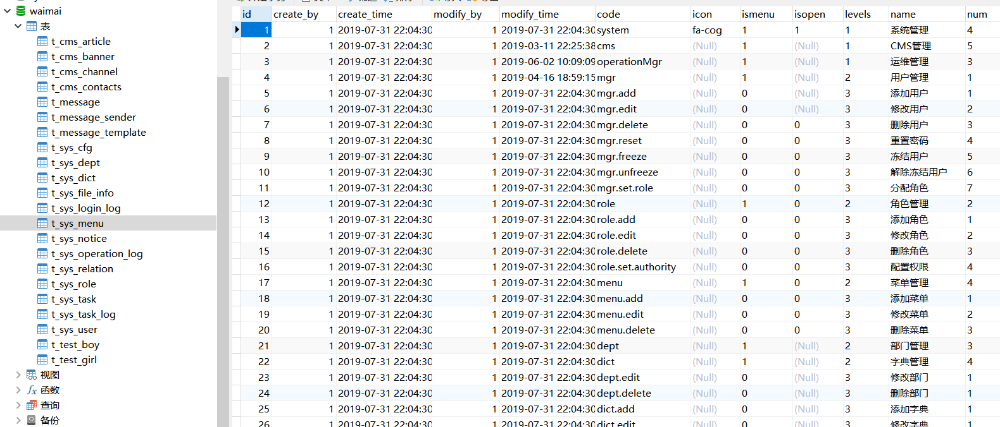 waimai
表
t_cms_article
t_cms_banner
t_cms_channel
t_cms_contacts
t_message
t_message_sender
t_message_template
t_sys_cfg
t_sys_dept
t_sys_dict
t_sys_file_info
t_sys_login_log
t_sys_menu
t_sys_notice
t_sys_operation_log
t_sys_relation
t_sys_role
t_sys_task
t_sys_task_log
t_sys_user
t_test_boy
t_test_girl
视图
函数
查询
备份
id create_by create_time modify_by modify_time code icon ismenu isopen levels name num
1 1 2019-07-31 22:04:30 1 2019-07-31 22:04:30 system fa-cog 1 1 1 系统管理 4
2 1 2019-07-31 22:04:30 1 2019-03-11 22:25:38 cms (Null) 1 (Null) 1 CMS管理 5
3 1 2019-07-31 22:04:30 1 2019-06-02 10:09:09 operationMgr (Null) 1 (Null) 1 运维管理 3
4 1 2019-07-31 22:04:30 1 2019-04-16 18:59:15 mgr (Null) 1 (Null) 2 用户管理 1
5 1 2019-07-31 22:04:30 1 2019-07-31 22:04:30 mgr.add (Null) 0 (Null) 3 添加用户 1
6 1 2019-07-31 22:04:30 1 2019-07-31 22:04:30 mgr.edit (Null) 0 (Null) 3 修改用户 2
7 1 2019-07-31 22:04:30 1 2019-07-31 22:04:30 mgr.delete (Null) 0 0 3 删除用户 3
8 1 2019-07-31 22:04:30 1 2019-07-31 22:04:30 mgr.reset (Null) 0 0 3 重置密码 4
9 1 2019-07-31 22:04:30 1 2019-07-31 22:04:30 mgr.freeze (Null) 0 0 3 冻结用户 5
10 1 2019-07-31 22:04:30 1 2019-07-31 22:04:30 mgr.unfreeze (Null) 0 0 3 解除冻结用户 6
11 1 2019-07-31 22:04:30 1 2019-07-31 22:04:30 mgr.set.role (Null) 0 0 3 分配角色 7
12 1 2019-07-31 22:04:30 1 2019-07-31 22:04:30 role (Null) 1 0 2 角色管理 2
13 1 2019-07-31 22:04:30 1 2019-07-31 22:04:30 role.add (Null) 0 0 3 添加角色 1
14 1 2019-07-31 22:04:30 1 2019-07-31 22:04:30 role.edit (Null) 0 0 3 修改角色 2
15 1 2019-07-31 22:04:30 1 2019-07-31 22:04:30 role.delete (Null) 0 0 3 删除角色 3
16 1 2019-07-31 22:04:30 1 2019-07-31 22:04:30 role.set.authority (Null) 0 0 3 配置权限 4
17 1 2019-07-31 22:04:30 1 2019-07-31 22:04:30 menu (Null) 1 0 2 菜单管理 4
18 1 2019-07-31 22:04:30 1 2019-07-31 22:04:30 menu.add (Null) 0 0 3 添加菜单 1
19 1 2019-07-31 22:04:30 1 2019-07-31 22:04:30 menu.edit (Null) 0 0 3 修改菜单 2
20 1 2019-07-31 22:04:30 1 2019-07-31 22:04:30 menu.delete (Null) 0 0 3 删除菜单 3
21 1 2019-07-31 22:04:30 1 2019-07-31 22:04:30 dept (Null) 1 (Null) 2 部门管理 3
22 1 2019-07-31 22:04:30 1 2019-07-31 22:04:30 dict (Null) 1 (Null) 2 字典管理 4
23 1 2019-07-31 22:04:30 1 2019-07-31 22:04:30 dept.edit (Null) 0 (Null) 3 修改部门 1
24 1 2019-07-31 22:04:30 1 2019-07-31 22:04:30 dept.delete (Null) 0 (Null) 3 删除部门 1
25 1 2019-07-31 22:04:30 1 2019-07-31 22:04:30 dict.add (Null) 0 (Null) 3 添加字典 1
26 1 2019-07-31 22:04:30 1 2019-07-31 22:04:30 dict.edit (Null) 0 (Null) 3 修改字典 1